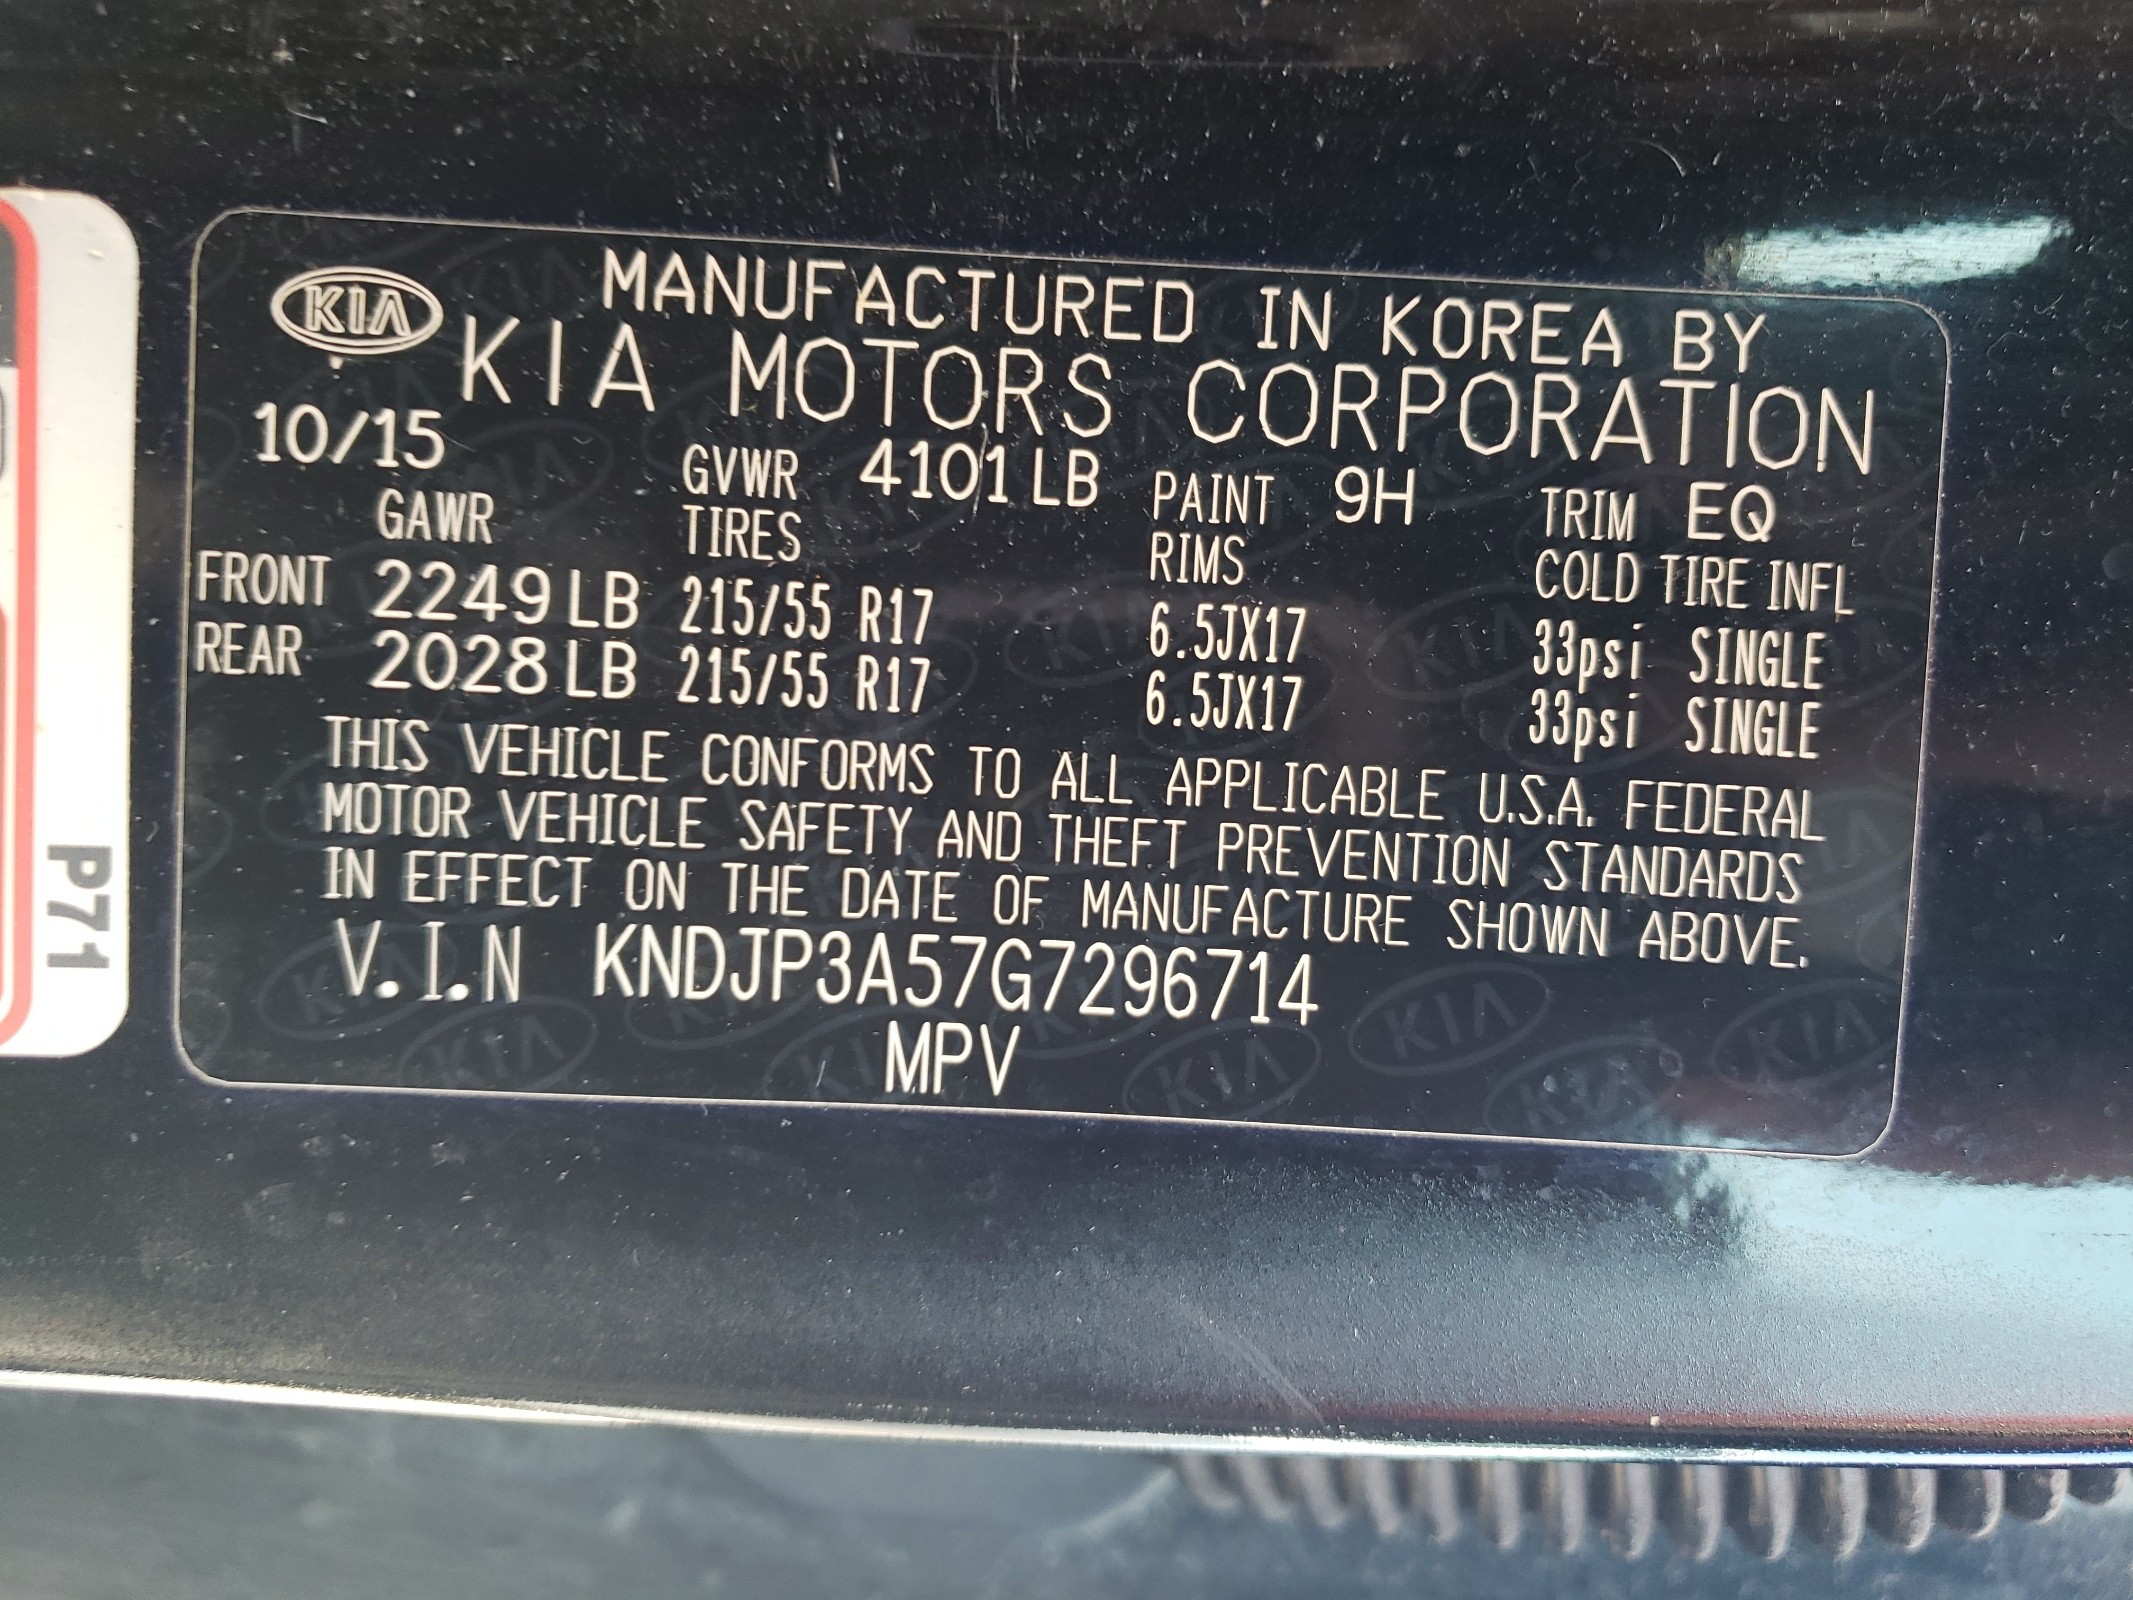 KIA
MANUFACTURED IN KOREA BY
KIA MOTORS CORPORATION
10/15 GVWR 4101 LB PAINT 9H TRIM EQ
GAWR TIRES RIMS COLD TIRE INFL
FRONT 2249 LB 215/55 R17 6.5JX17 33psi SINGLE
REAR 2028 LB 215/55 R17 6.5JX17 33psi SINGLE
THIS VEHICLE CONFORMS TO ALL APPLICABLE U.S.A. FEDERAL
MOTOR VEHICLE SAFETY AND THEFT PREVENTION STANDARDS
IN EFFECT ON THE DATE OF MANUFACTURE SHOWN ABOVE.
V.I.N KNDJP3A57G7296714
MPV
P71